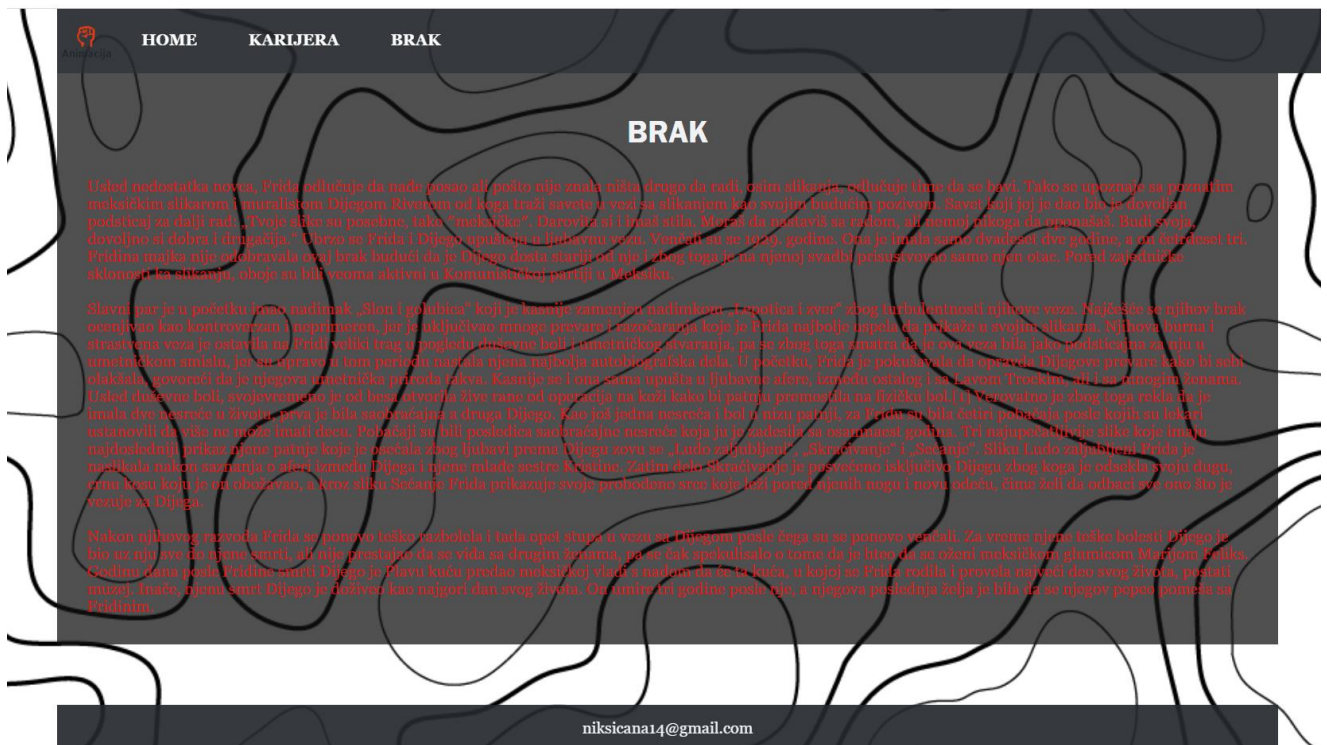 Animacija
HOME KARIJERA BRAK
BRAK
Usled nedostatka novca, Frida odlučuje da nađe posao ali pošto nije znala ništa drugo da radi, osim slikanja, odlučuje time da se bavi. Tako se upoznaje sa poznatim
meksičkim slikarom i muralistom Dijegom Riverom od koga traži savete u vezi sa slikanjem kao svojim budućim pozivom. Savet koji joj je dao bio je dovoljan
podsticaj za dalji rad: „Tvoje slike su posebne, tako "meksičke". Darovita si i imaš stila. Moraš da nastaviš sa radom, ali nemoj nikoga da oponašaš. Budi svoja,
dovoljno si dobra i drugačija." Ubrzo se Frida i Dijego upuštaju u ljubavnu vezu. Venčali su se 1929. godine. Ona je imala samo dvadeset dve godine, a on četrdeset tri.
Fridina majka nije odobravala ovaj brak budući da je Dijego dosta stariji od nje i zbog toga je na njenoj svadbi prisustvovao samo njen otac. Pored zajedničke
sklonosti ka slikanju, oboje su bili veoma aktivni u Komunističkoj partiji u Meksiku.
Slavni par je u početku imao nadimak „Slon i golubica" koji je kasnije zamenjen nadimkom „Lepotica i zver" zbog turbulentnosti njihove veze. Najčešće se njihov brak
ocenjivao kao kontroverzan i neprimeren, jer je uključivao mnoge prevare i razočaranja koje je Frida najbolje uspela da prikaže u svojim slikama. Njihova burna i
strastvena veza je ostavila na Fridi veliki trag u pogledu duševne boli i umetničkog stvaranja, pa se zbog toga smatra da je ova veza bila jako podsticajna za nju u
umetničkom smislu, jer su upravo u tom periodu nastala njena najbolja autobiografska dela. U početku, Frida je pokušavala da opravda Dijegove prevare kako bi sebi
olakšala, govoreći da je njegova umetnička priroda takva. Kasnije se i ona sama upušta u ljubavne afere, između ostalog i sa Lavom Trockim, ali i sa mnogim ženama.
Usled duševne boli, svojevremeno je od besa otvorila žive rane od operacija na koži kako bi patnju premostila na fizičku bol.[1] Verovatno je zbog toga rekla da je
imala dve nesreće u životu, prva je bila saobraćajna a druga Dijego. Kao još jedna nesreća i bol u nizu patnji, za Fridu su bila četiri pobačaja posle kojih su lekari
ustanovili da više ne može imati decu. Pobačaji su bili posledica saobraćajne nesreće koja ju je zadesila sa osamnaest godina. Tri najupečatljivije slike koje imaju
najdosledniji prikaz njene patnje koje je osećala zbog ljubavi prema Dijegu zovu se „Ludo zaljubljeni", „Skraćivanje" i „Sećanje". Sliku Ludo zaljubljeni Frida je
naslikala nakon saznanja o aferi između Dijega i njene mlađe sestre Kristine. Zatim delo Skraćivanje je posvećeno isključivo Dijegu zbog koga je odsekla svoju dugu,
crnu kosu koju je on obožavao, a kroz sliku Sećanje Frida prikazuje svoje probodeno srce koje leži pored njenih nogu i novu odeću, čime želi da odbaci sve ono što je
vezuje za Dijega.
Nakon njihovog razvoda Frida se ponovo teško razbolela i tada opet stupa u vezu sa Dijegom posle čega su se ponovo venčali. Za vreme njene teške bolesti Dijego je
bio uz nju sve do njene smrti, ali nije prestajao da se viđa sa drugim ženama, pa se čak spekulisalo o tome da je hteo da se oženi meksičkom glumicom Marijom Feliks.
Godinu dana posle Fridine smrti Dijego je Plavu kuću predao meksičkoj vladi s nadom da će ta kuća, u kojoj se Frida rodila i provela najveći deo svog života, postati
muzej. Inače, njenu smrt Dijego je doživeo kao najgori dan svog života. On umire tri godine posle nje, a njegova poslednja želja je bila da se njegov pepeo pomeša sa
Fridinim.
niksicana14@gmail.com